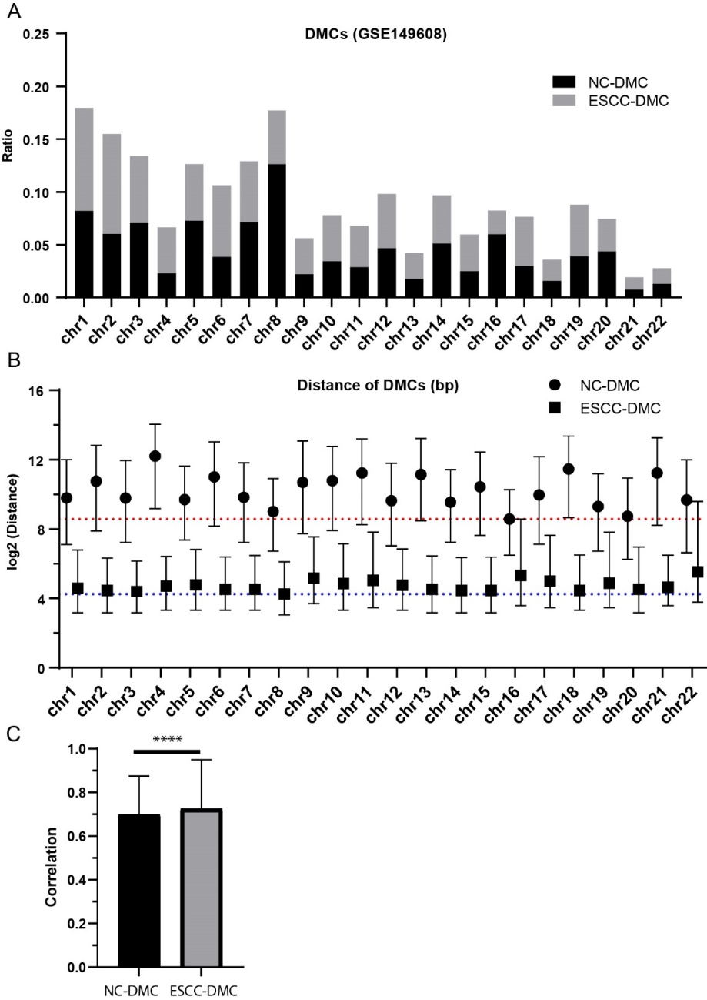 A
DMCs (GSE149608)
NC-DMC
ESCC-DMC
Ratio
0.25
0.20
0.15
0.10
0.05
0.00
chr1 chr2 chr3 chr4 chr5 chr6 chr7 chr8 chr9 chr10 chr11 chr12 chr13 chr14 chr15 chr16 chr17 chr18 chr19 chr20 chr21 chr22
B
Distance of DMCs (bp)
NC-DMC
ESCC-DMC
log2 (Distance)
16
12
8
4
0
chr1 chr2 chr3 chr4 chr5 chr6 chr7 chr8 chr9 chr10 chr11 chr12 chr13 chr14 chr15 chr16 chr17 chr18 chr19 chr20 chr21 chr22
C
****
Correlation
1.0
0.8
0.6
0.4
0.2
0.0
NC-DMC ESCC-DMC